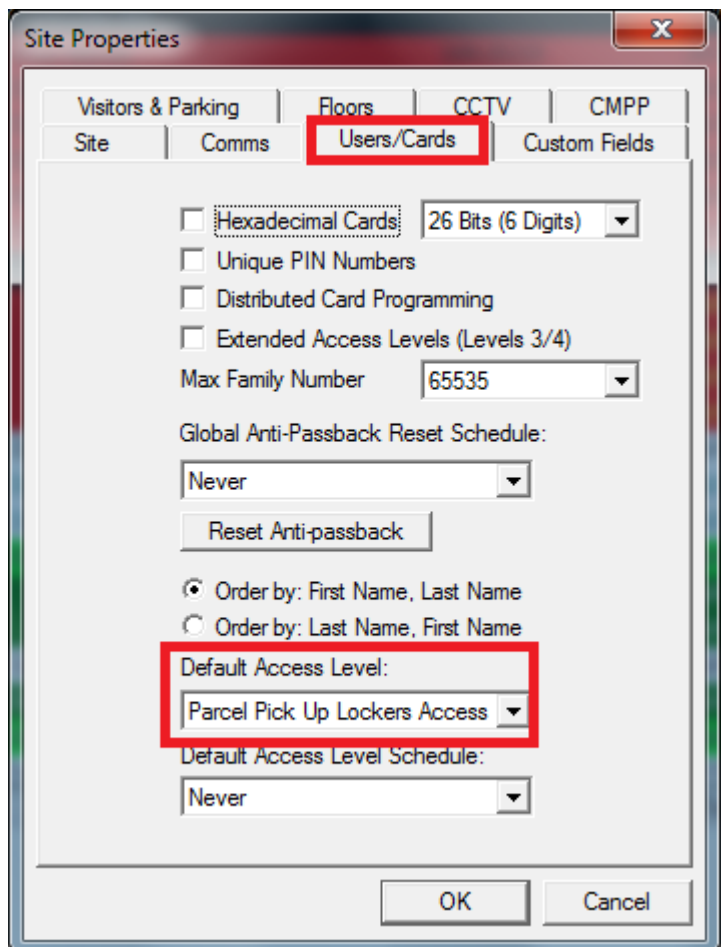 Site Properties
Visitors & Parking Floors CCTV CMPP
Site Comms Users/Cards Custom Fields
Hexadecimal Cards 26 Bits (6 Digits)
Unique PIN Numbers
Distributed Card Programming
Extended Access Levels (Levels 3/4)
Max Family Number 65535
Global Anti-Passback Reset Schedule:
Never
Reset Anti-passback
Order by: First Name, Last Name
Order by: Last Name, First Name
Default Access Level:
Parcel Pick Up Lockers Access
Default Access Level Schedule:
Never
OK Cancel